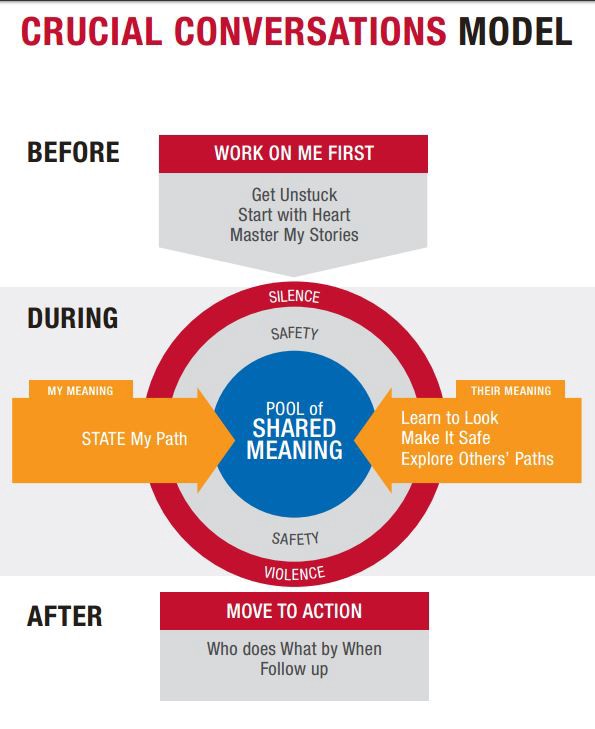 CRUCIAL CONVERSATIONS MODEL
BEFORE
WORK ON ME FIRST
Get Unstuck
Start with Heart
Master My Stories
DURING
SILENCE
SAFETY
MY MEANING
STATE My Path
POOL of
SHARED
MEANING
THEIR MEANING
Learn to Look
Make It Safe
Explore Others' Paths
SAFETY
VIOLENCE
AFTER
MOVE TO ACTION
Who does What by When
Follow up